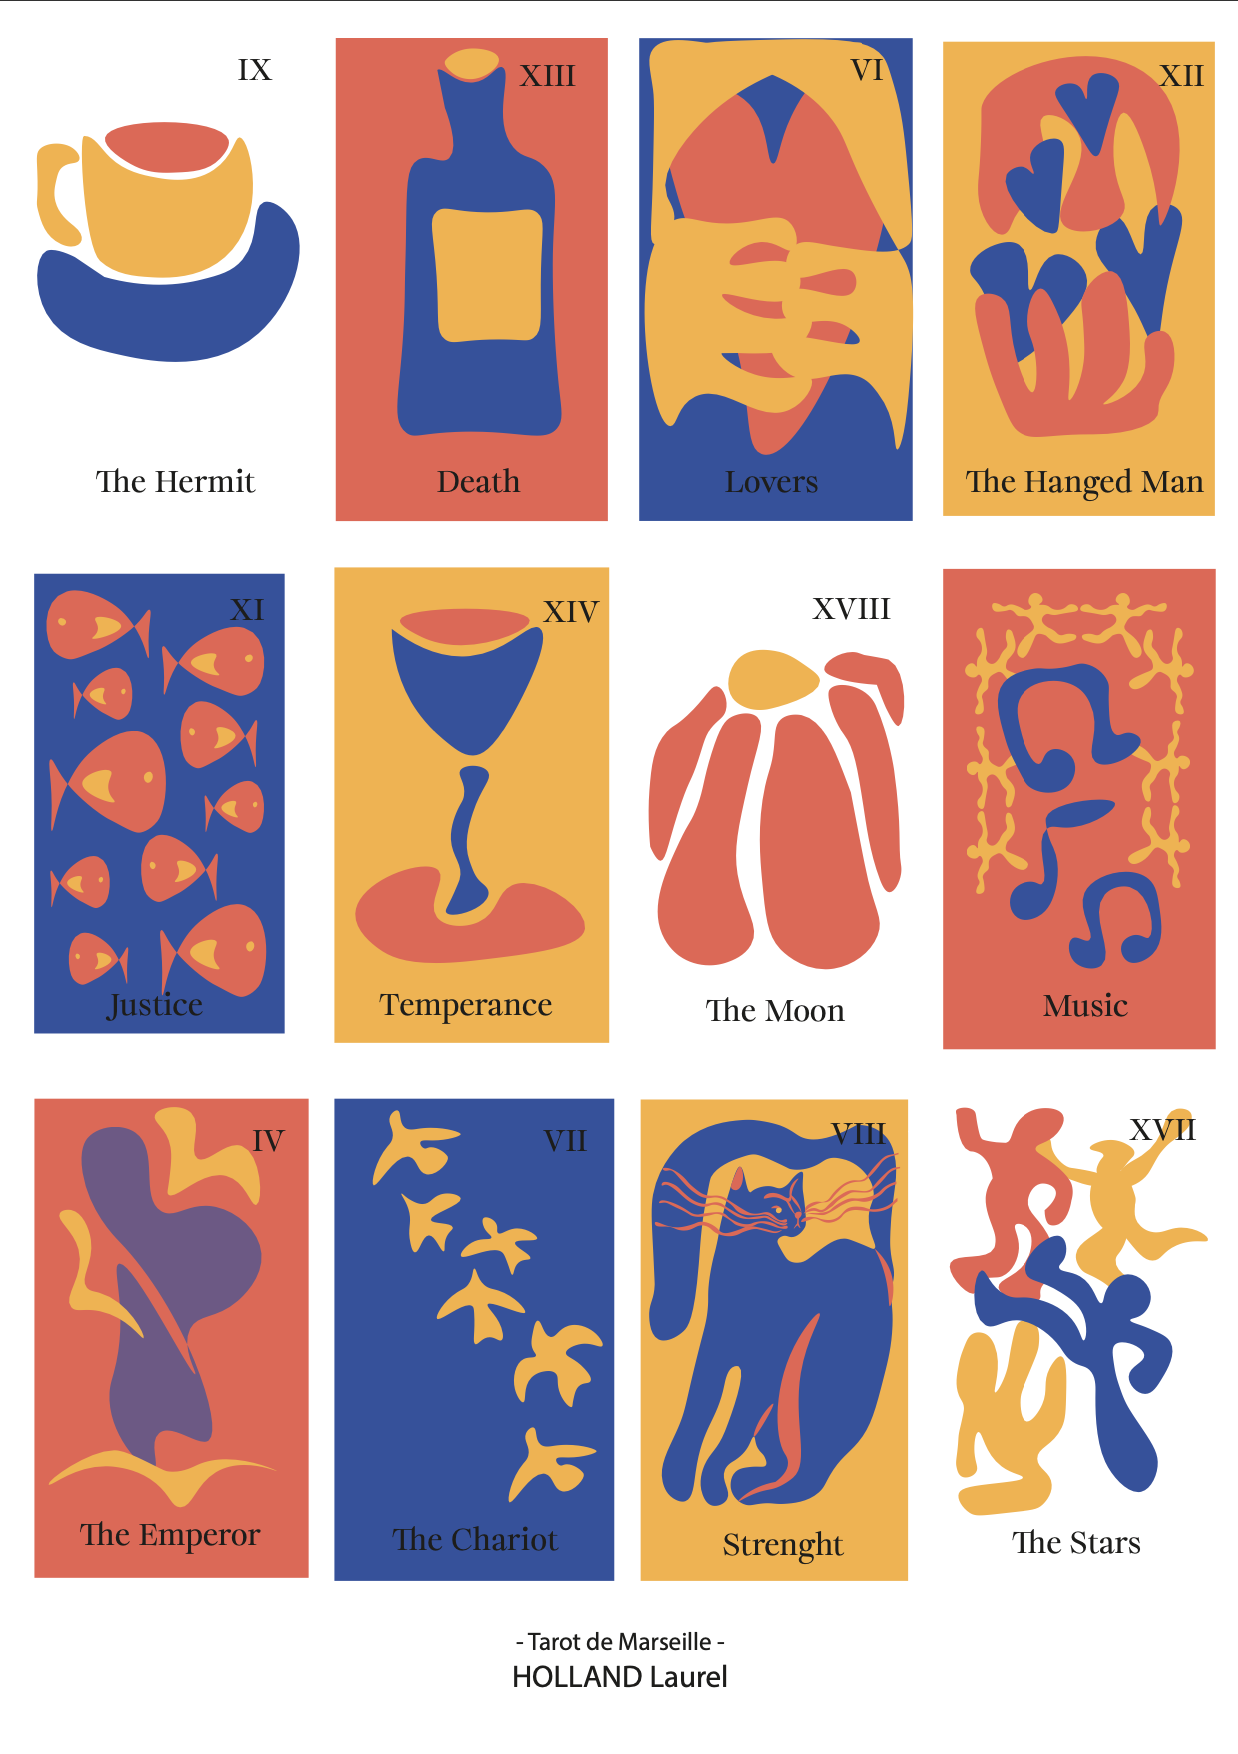 IX
The Hermit
XIII
Death
VI
Lovers
XII
The Hanged Man
XI
Justice
XIV
Temperance
XVIII
The Moon
Music
IV
The Emperor
VII
The Chariot
VIII
Strenght
XVII
The Stars
- Tarot de Marseille -
HOLLAND Laurel